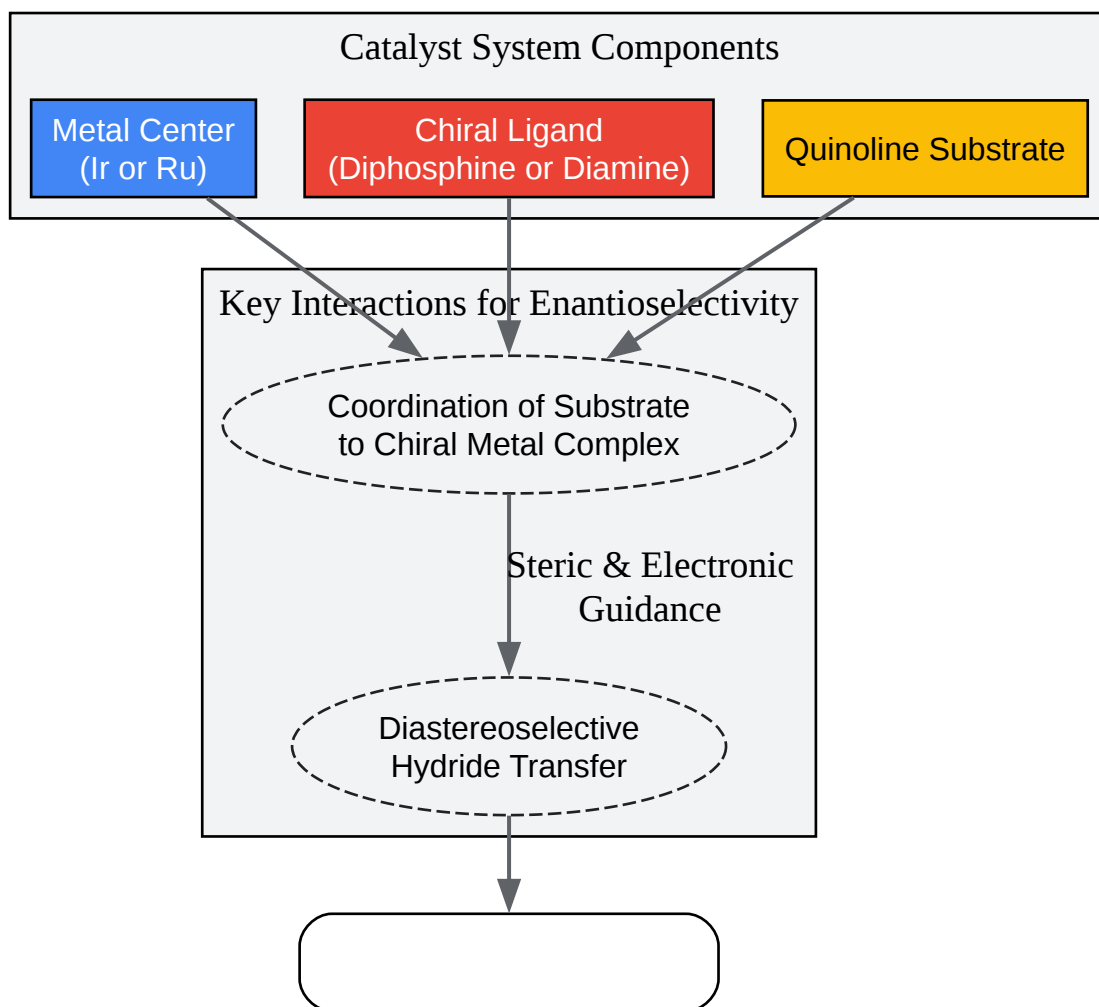 Catalyst System Components
Metal Center
(Ir or Ru)
Chiral Ligand
(Diphosphine or Diamine)
Quinoline Substrate
Key Interactions for Enantioselectivity
Coordination of Substrate
to Chiral Metal Complex
Steric & Electronic
Guidance
Diastereoselective
Hydride Transfer